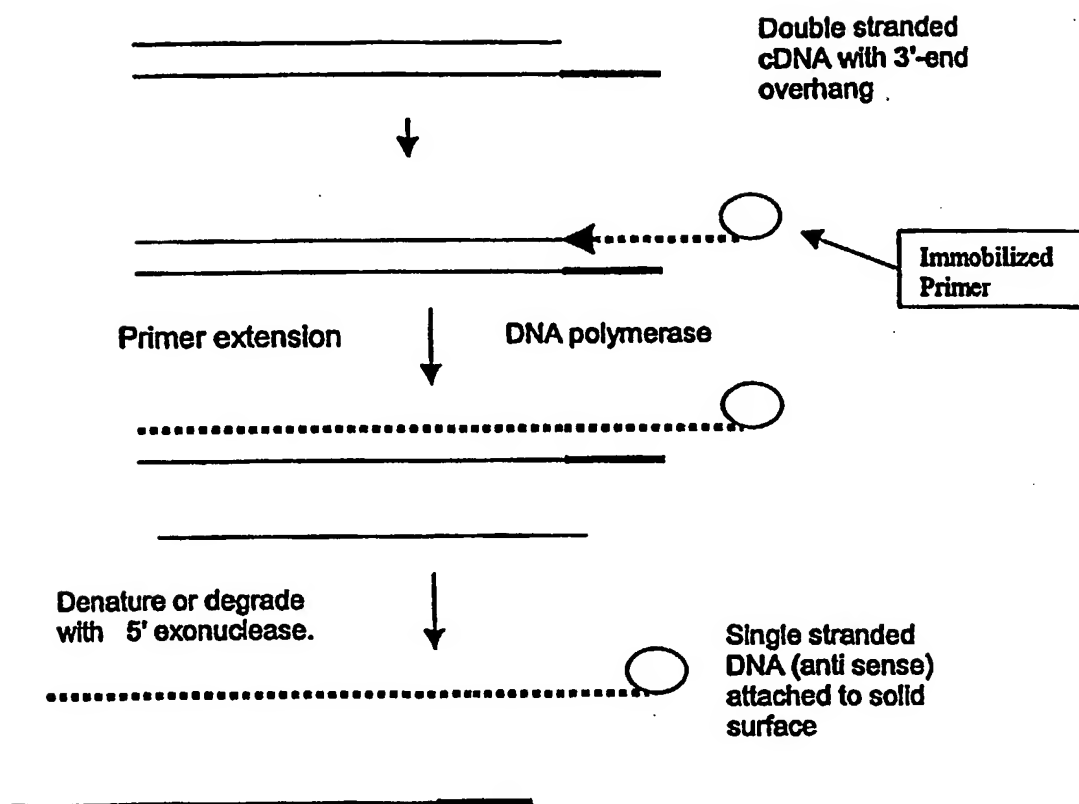 Double stranded
cDNA with 3'-end
overhang
Immobilized
Primer
Primer extension
DNA polymerase
Denature or degrade
with 5' exonuclease.
Single stranded
DNA (anti sense)
attached to solid
surface